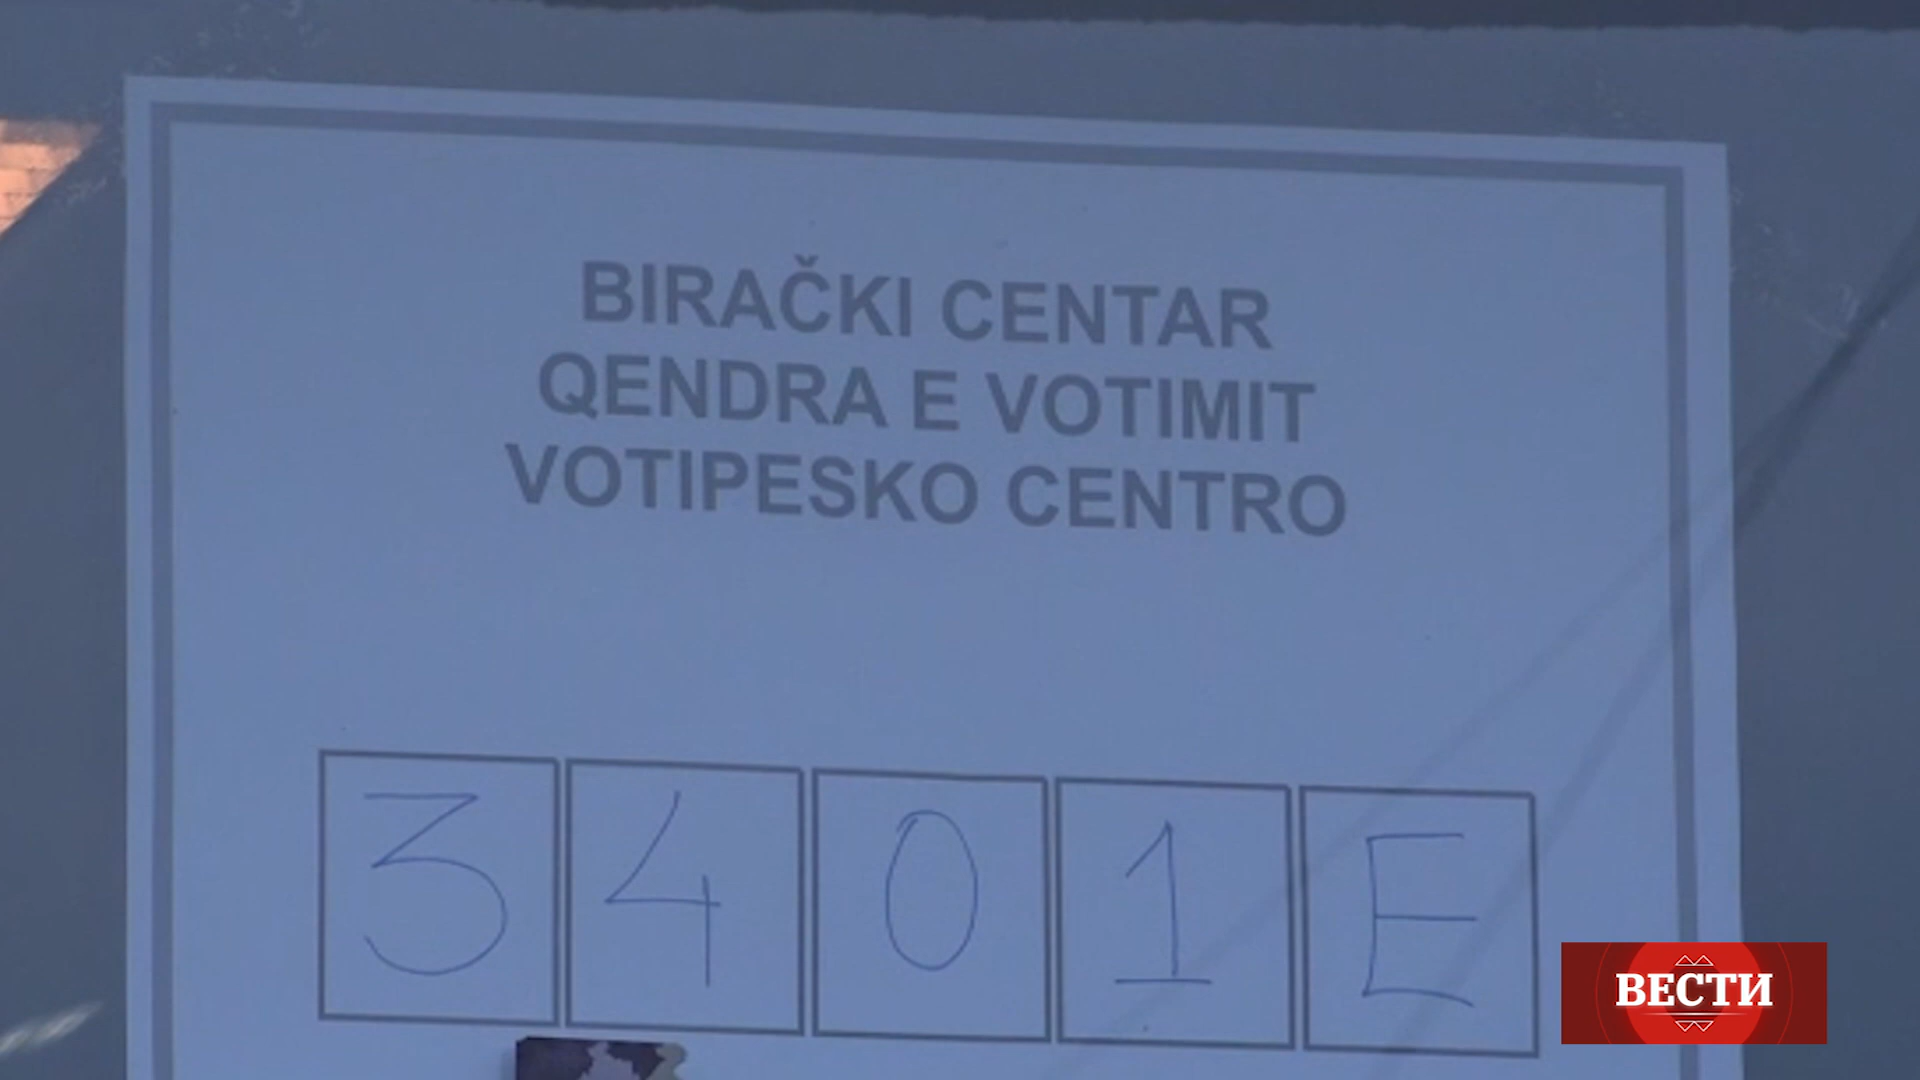 BIRAČKI CENTAR
QENDRA E VOTIMIT
VOTIPESKO CENTRO
3401E
ВЕСТИ